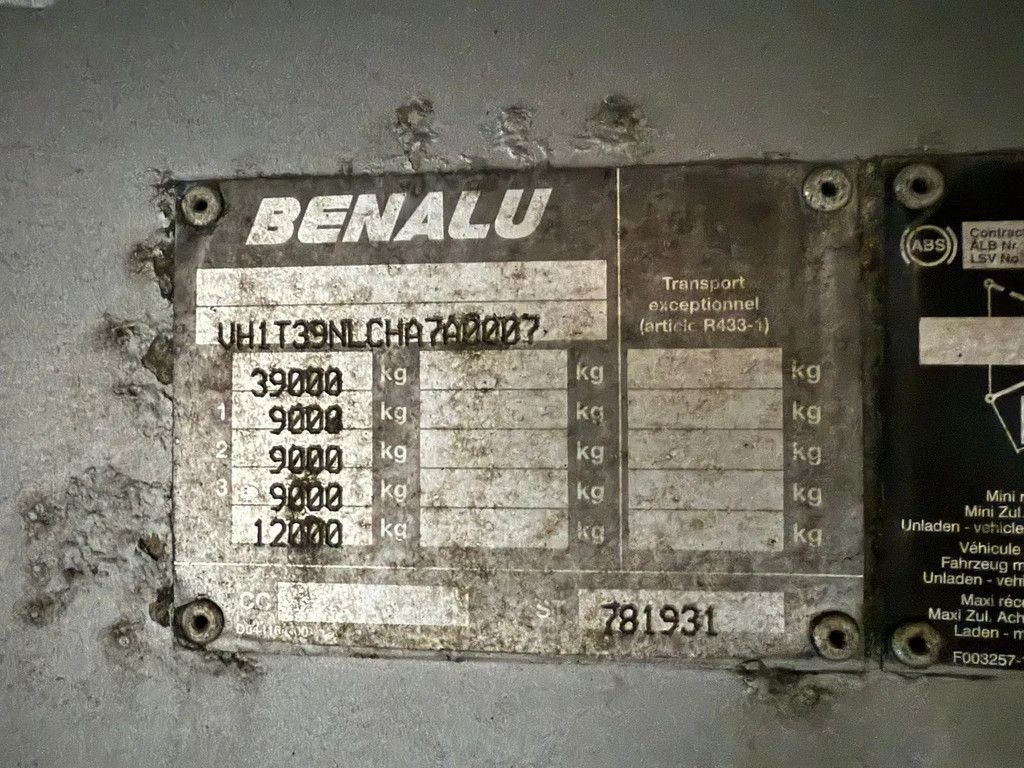 BENALU
Transport
exceptionnel
(article R433-1)
VH1T39NLCHA7A0007
39000 kg kg kg
1 9000 kg kg kg
2 9000 kg kg kg
3 9000 kg kg kg
12000 kg kg kg
CC
S
781931
ABS
Contrac
ALB Nr
LSV No
Mini
Mini Zul.
Unladen - vehicle
Véhicule
Fahrzeug m
Unladen - veh
Maxi réc
Maxi Zul. Ach
Laden - m
F003257-